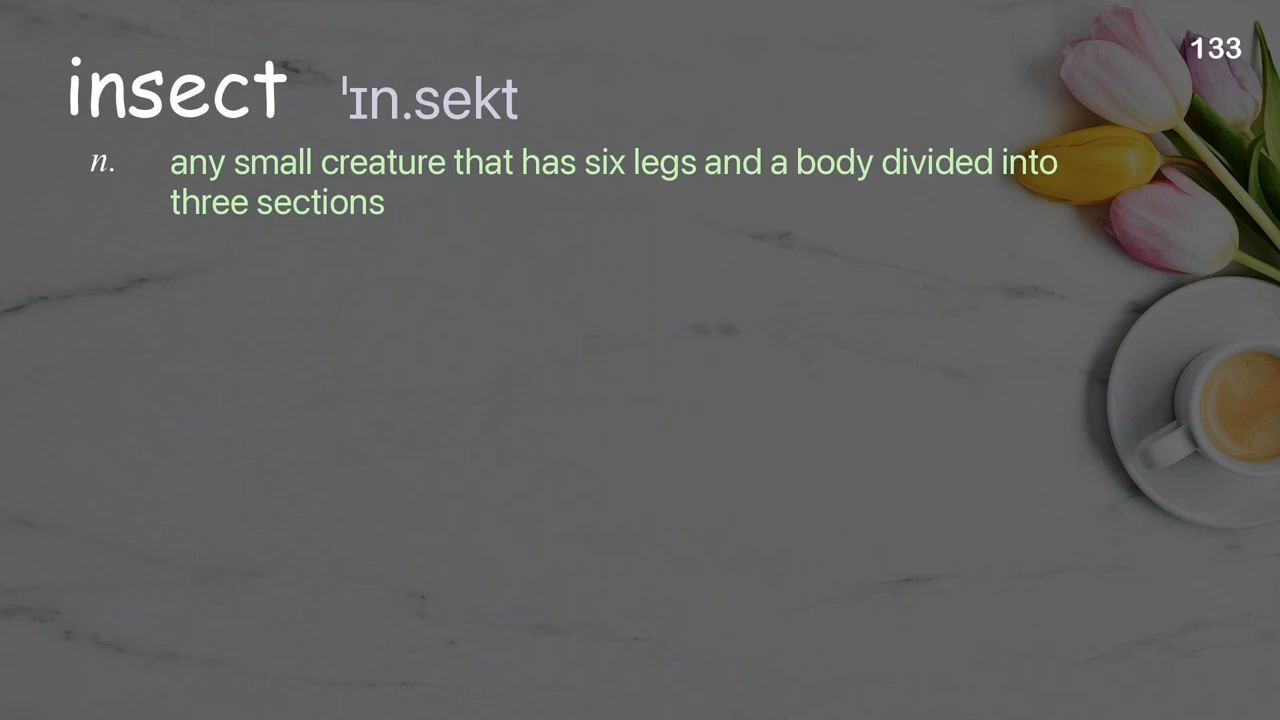 133
insect ˈɪn.sekt
n. any small creature that has six legs and a body divided into
three sections